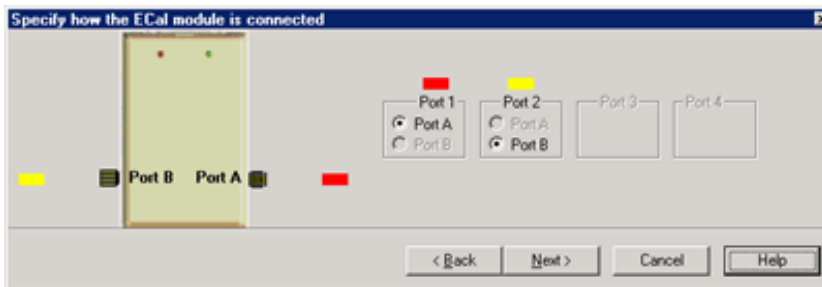 Specify how the ECal module is connected
Port 1 Port 2 Port 3 Port 4
Port A Port A
Port B Port B
Port B Port A
< Back Next > Cancel Help